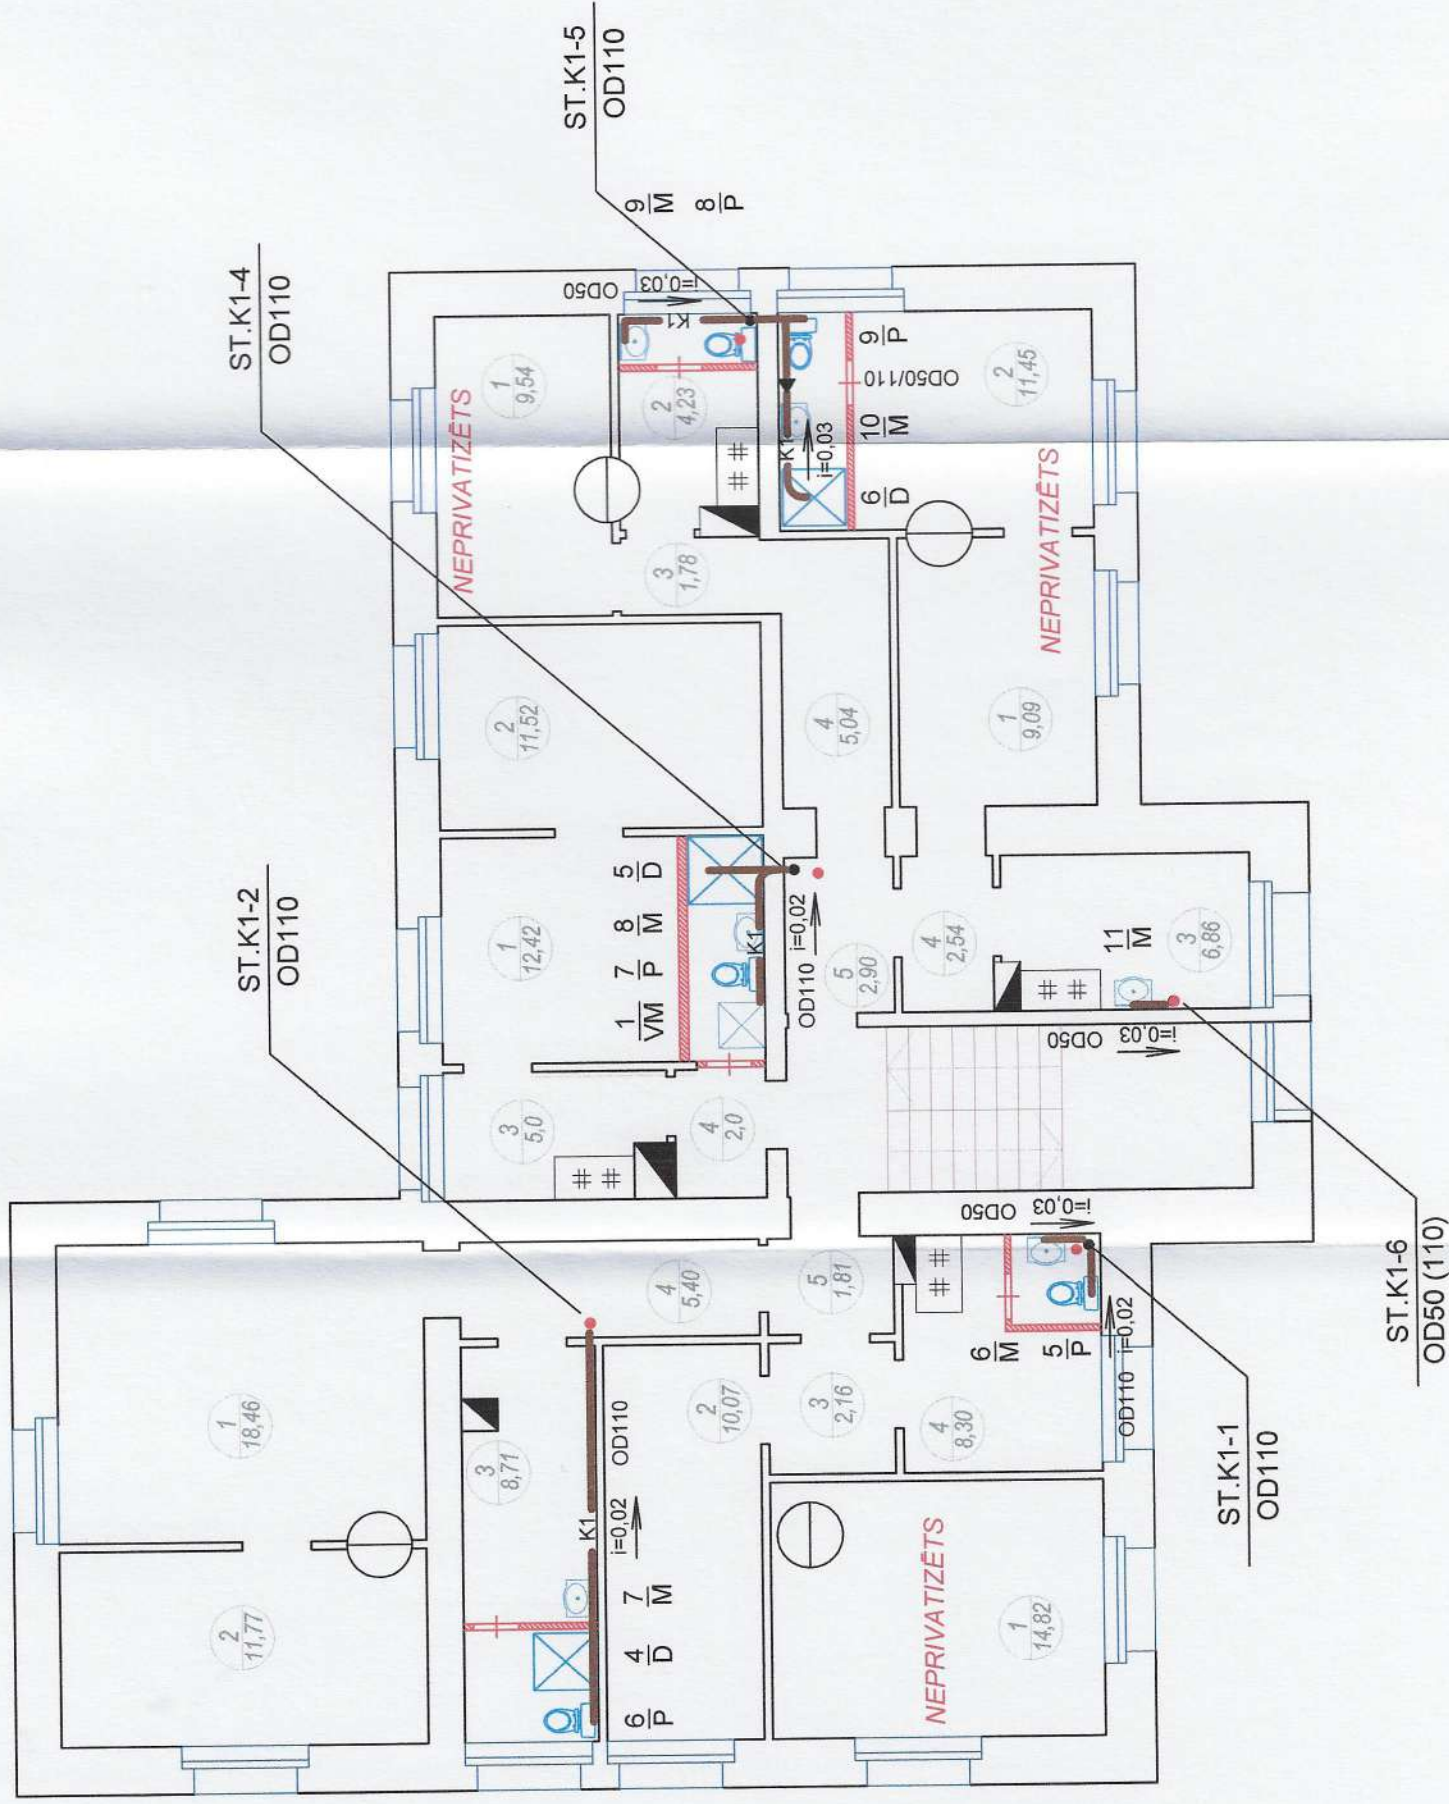 ST.K1-5
OD110
ST.K1-4
OD110
ST.K1-2
OD110
9
M
8
P
OD50
i=0,03
K1
1
9,54
NEPRIVATIZĒTS
2
4,23
3
1,78
9
P
OD50/110
10
M
K1
i=0,03
6
D
2
11,45
NEPRIVATIZĒTS
1
9,09
2
11,52
4
5,04
1
12,42
5
D
8
M
7
P
1
VM
K1
OD110
i=0,02
5
2,90
4
2,54
11
M
3
6,86
OD50
i=0,03
3
5,0
4
2,0
ST.K1-6
OD50 (110)
OD50
i=0,03
4
5,40
5
1,81
6
M
5
P
i=0,02
OD110
ST.K1-1
OD110
1
18,46
3
8,71
OD110
K1
i=0,02
2
10,07
3
2,16
4
8,30
2
11,77
7
M
4
D
6
P
NEPRIVATIZĒTS
1
14,82